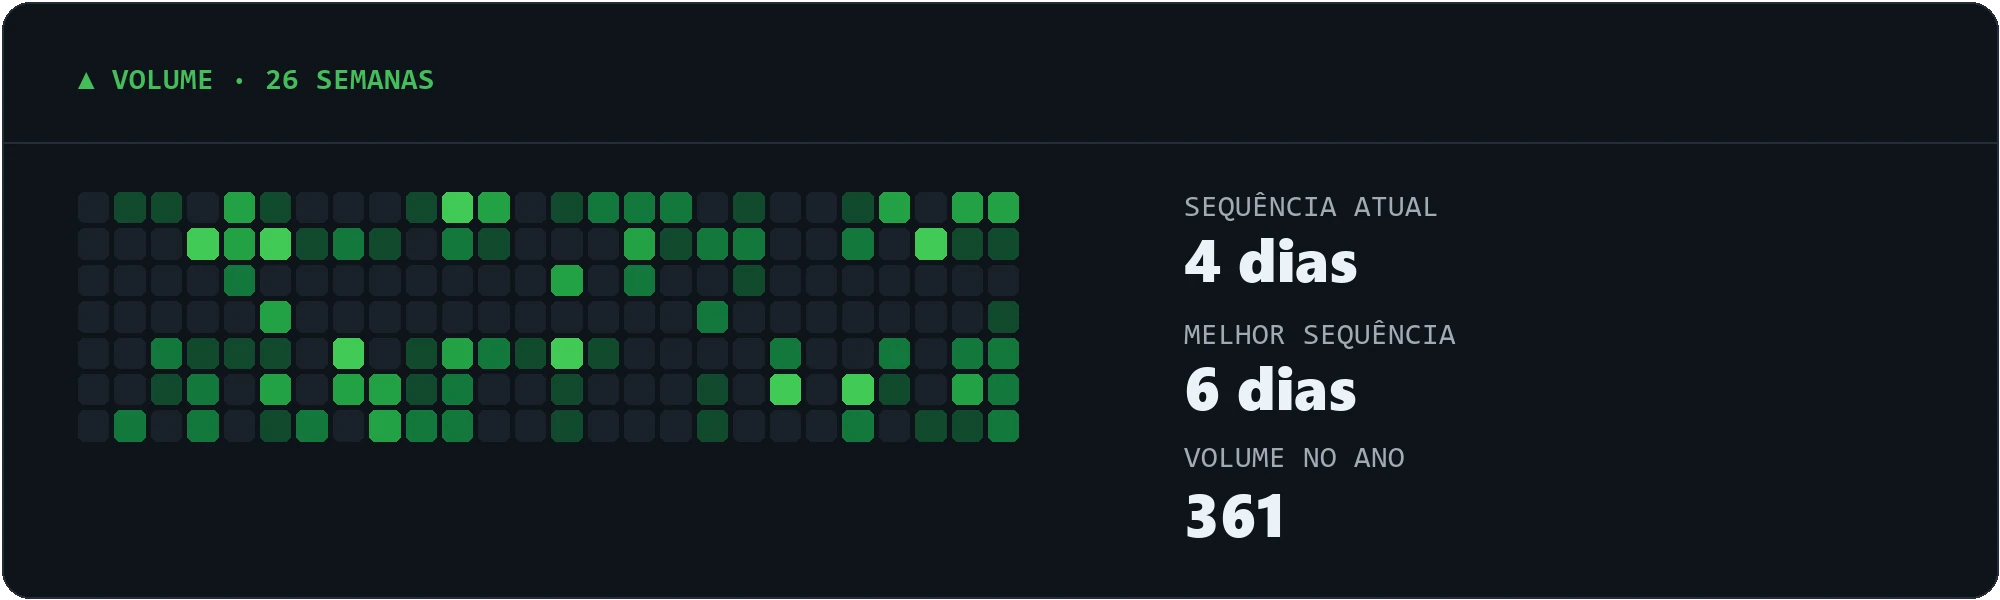 ▲ VOLUME · 26 SEMANAS
SEQUÊNCIA ATUAL
4 dias
MELHOR SEQUÊNCIA
6 dias
VOLUME NO ANO
361